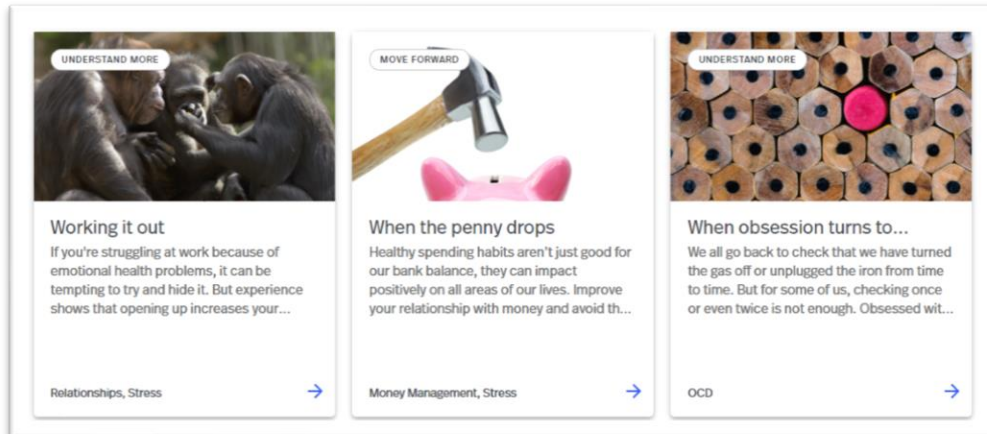 UNDERSTAND MORE
Working it out
If you're struggling at work because of
emotional health problems, it can be
tempting to try and hide it. But experience
shows that opening up increases your...
Relationships, Stress
MOVE FORWARD
When the penny drops
Healthy spending habits aren't just good for
our bank balance, they can impact
positively on all areas of our lives. Improve
your relationship with money and avoid th...
Money Management, Stress
UNDERSTAND MORE
When obsession turns to...
We all go back to check that we have turned
the gas off or unplugged the iron from time
to time. But for some of us, checking once
or even twice is not enough. Obsessed wit...
OCD